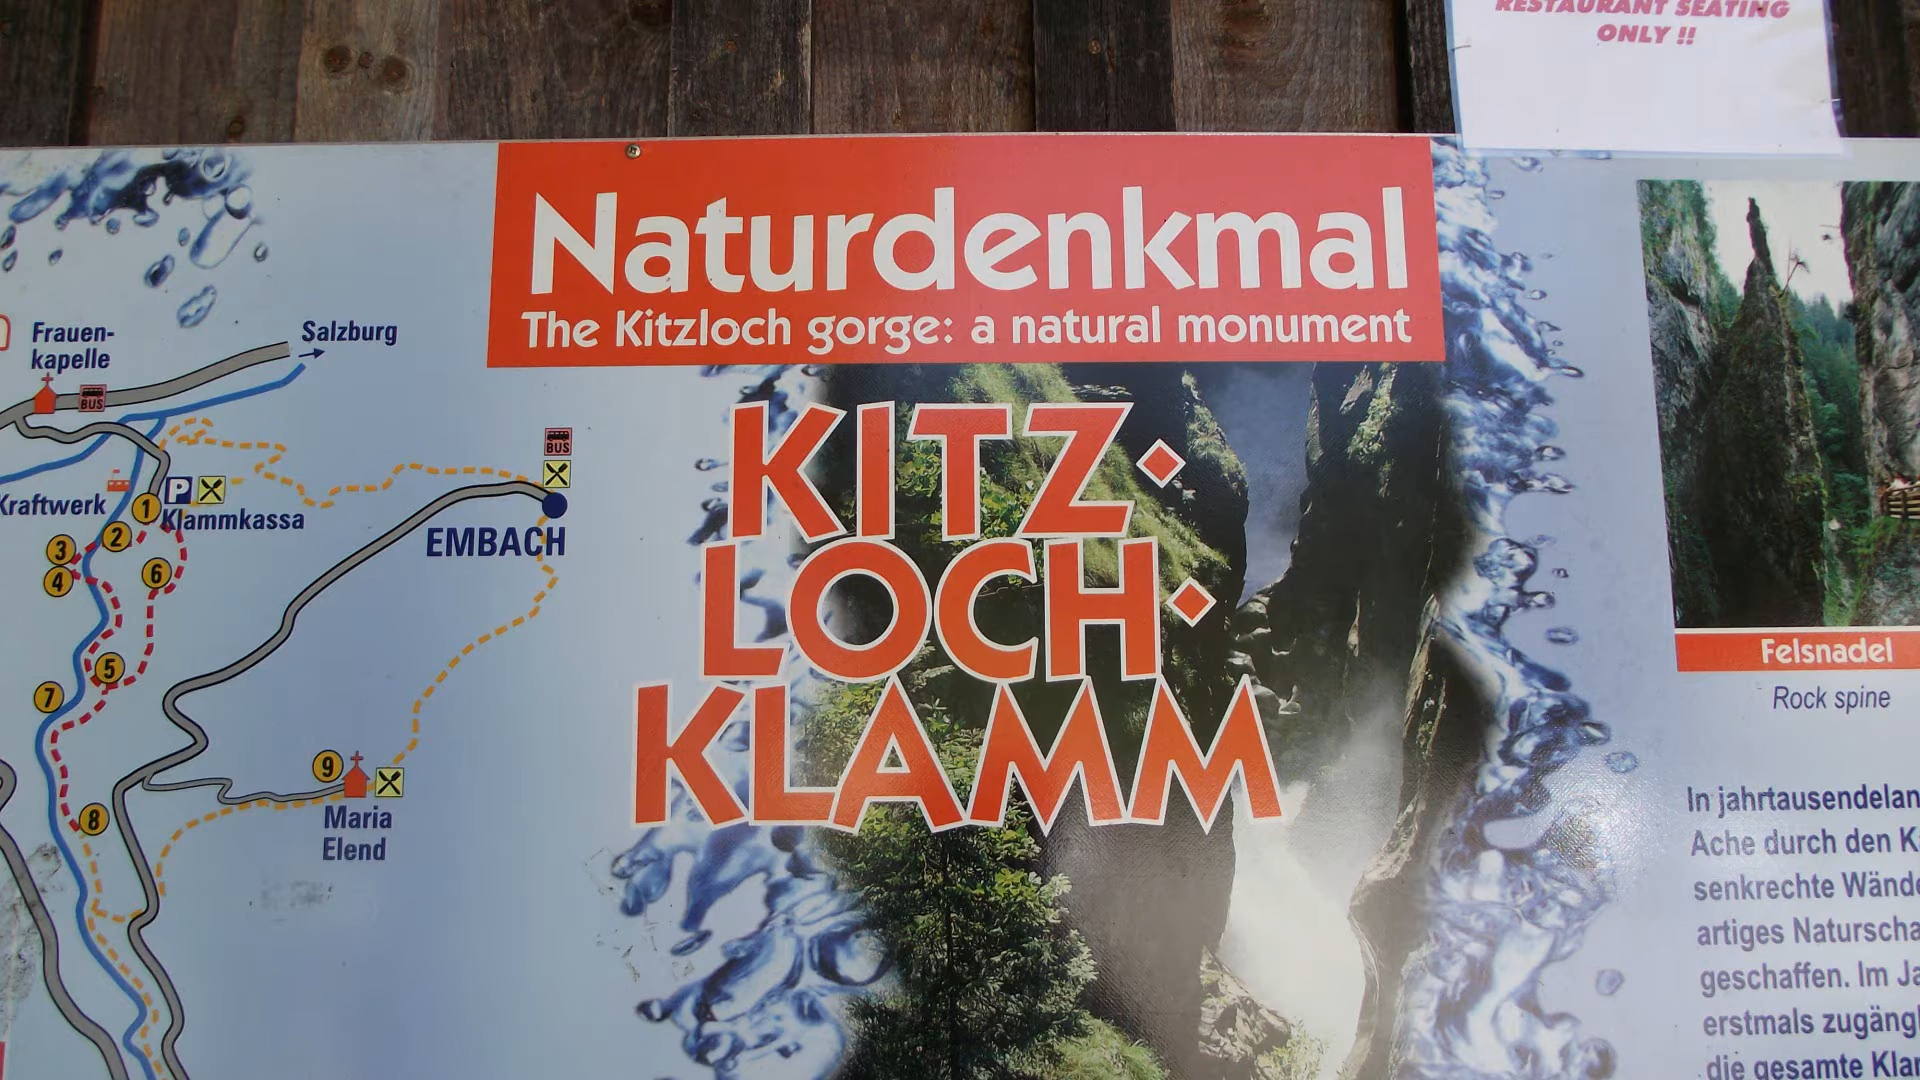 RESTAURANT SEATING
ONLY !!
Naturdenkmal
The Kitzloch gorge: a natural monument
KITZ·
LOCH·
KLAMM
Frauen-
kapelle
BUS
Salzburg
BUS
Kraftwerk
P
Klammkassa
EMBACH
1
2
3
4
5
6
7
8
9
Maria
Elend
Felsnadel
Rock spine
In jahrtausendelan
Ache durch den K
senkrechte Wände
artiges Naturscha
geschaffen. Im Ja
erstmals zugängl
die gesamte Klar